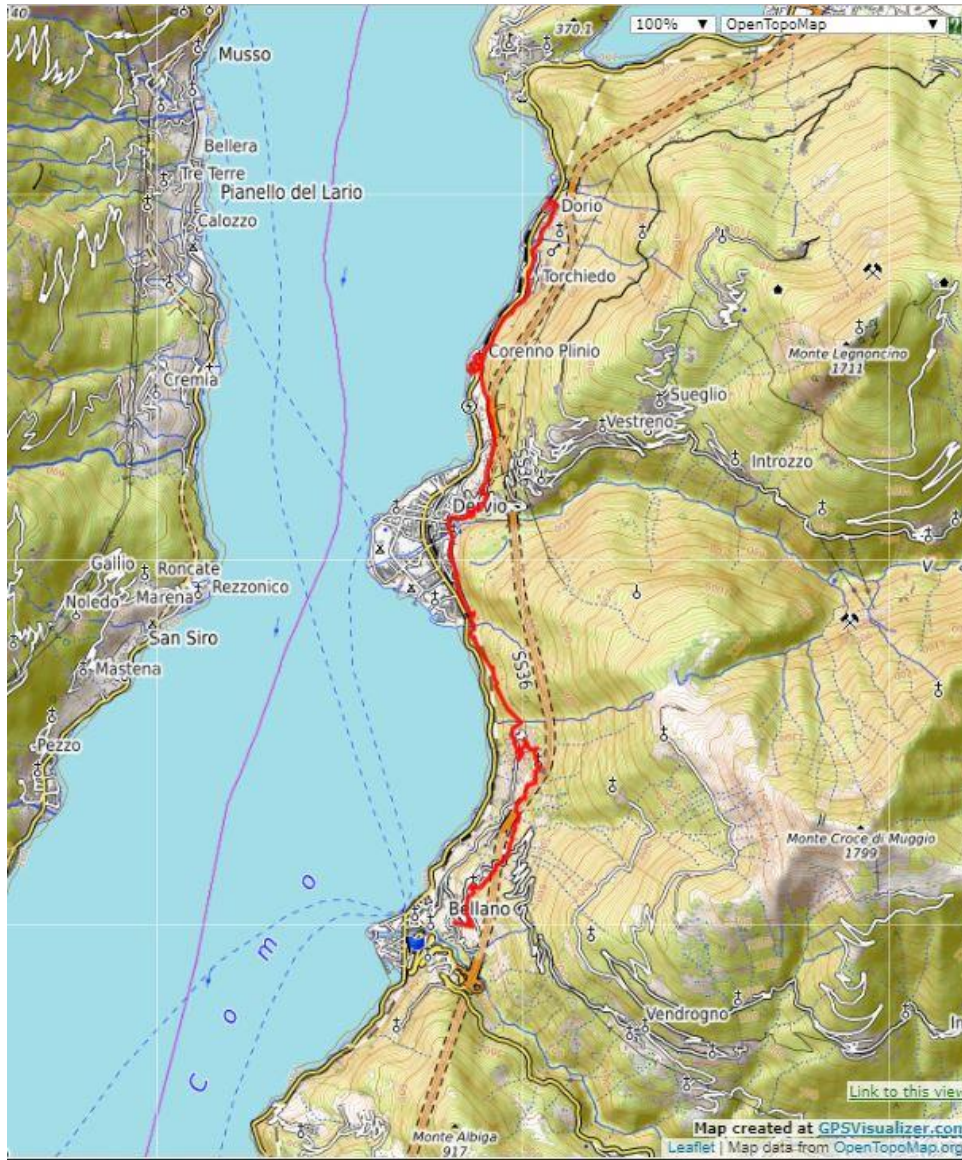 40
370.1
100% ▼
OpenTopoMap ▼
?
Musso
Bellera
Tre Terre
Pianello del Lario
Calozzo
Dorio
Torchiedo
Corenno Plinio
Monte Legnoncino
1711
Cremia
Sueglio
Vestreno
Introzzo
Dervio
Gallio
Roncate
Rezzonico
Noledo
Marena
San Siro
Mastena
SS36
V
Pezzo
Monte Croce di Muggio
1799
Bellano
Como
Vendrogno
In
Monte Albiga
917
Link to this view
Map created at GPSVisualizer.com
Leaflet | Map data from OpenTopoMap.org